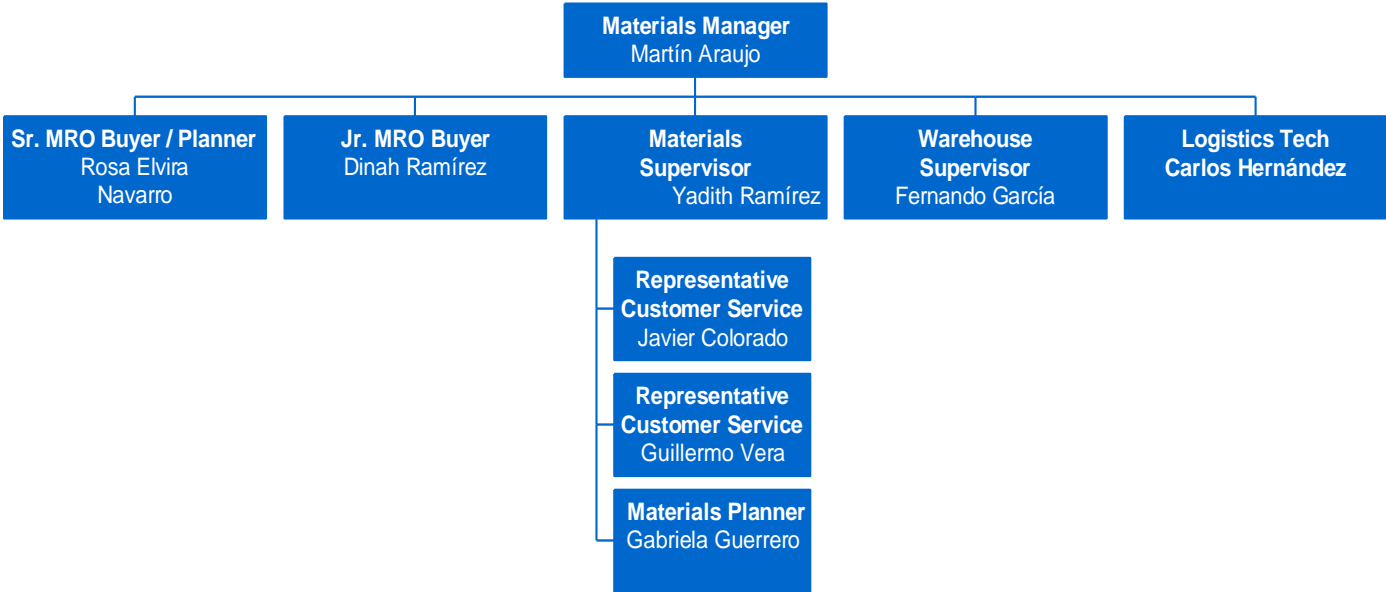 Materials Manager
Martín Araujo
Sr. MRO Buyer / Planner
Rosa Elvira
Navarro
Jr. MRO Buyer
Dinah Ramírez
Materials
Supervisor
Yadith Ramírez
Warehouse
Supervisor
Fernando García
Logistics Tech
Carlos Hernández
Representative
Customer Service
Javier Colorado
Representative
Customer Service
Guillermo Vera
Materials Planner
Gabriela Guerrero